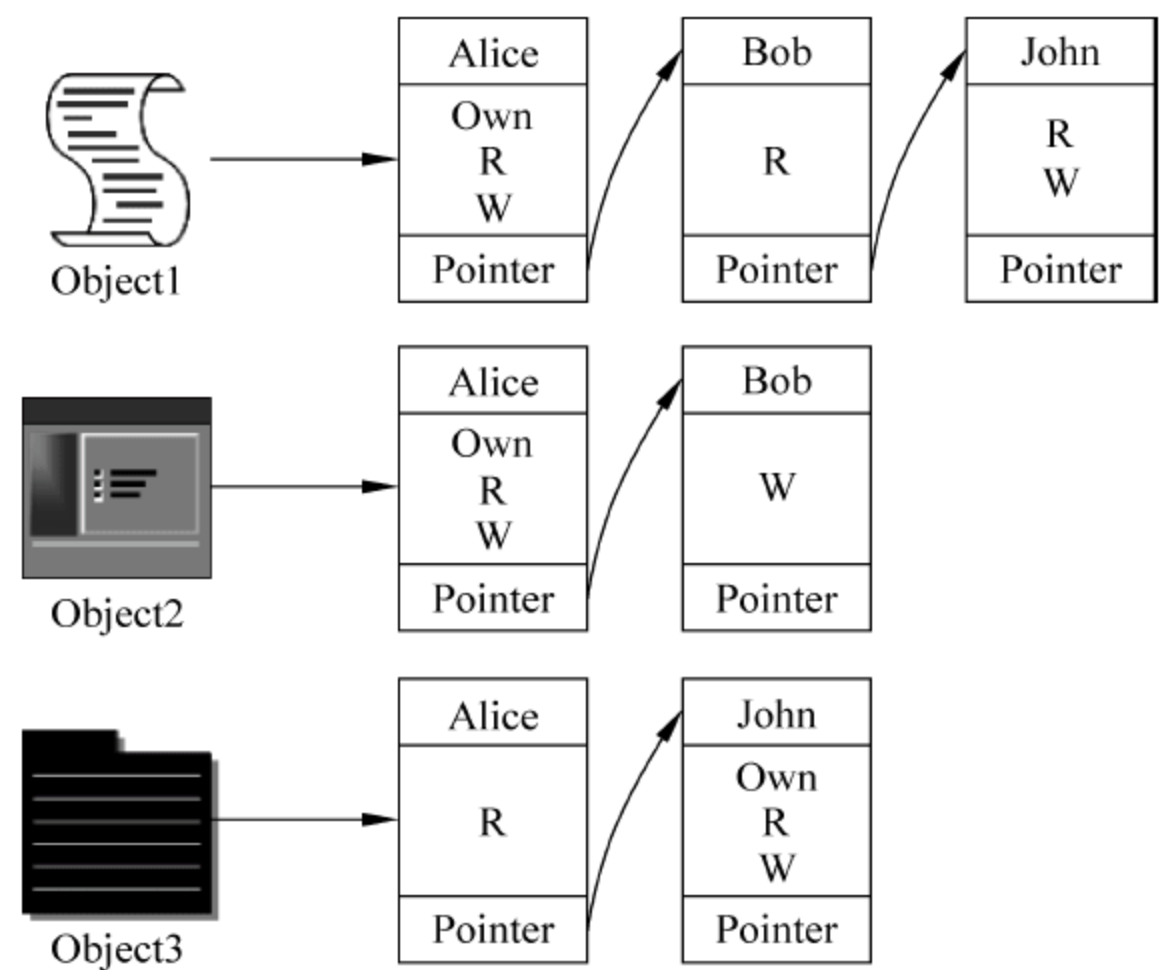 Alice
Own
R
W
Pointer
Bob
R
Pointer
John
R
W
Pointer
Object1
Alice
Own
R
W
Pointer
Bob
W
Pointer
Object2
Alice
R
Pointer
John
Own
R
W
Pointer
Object3